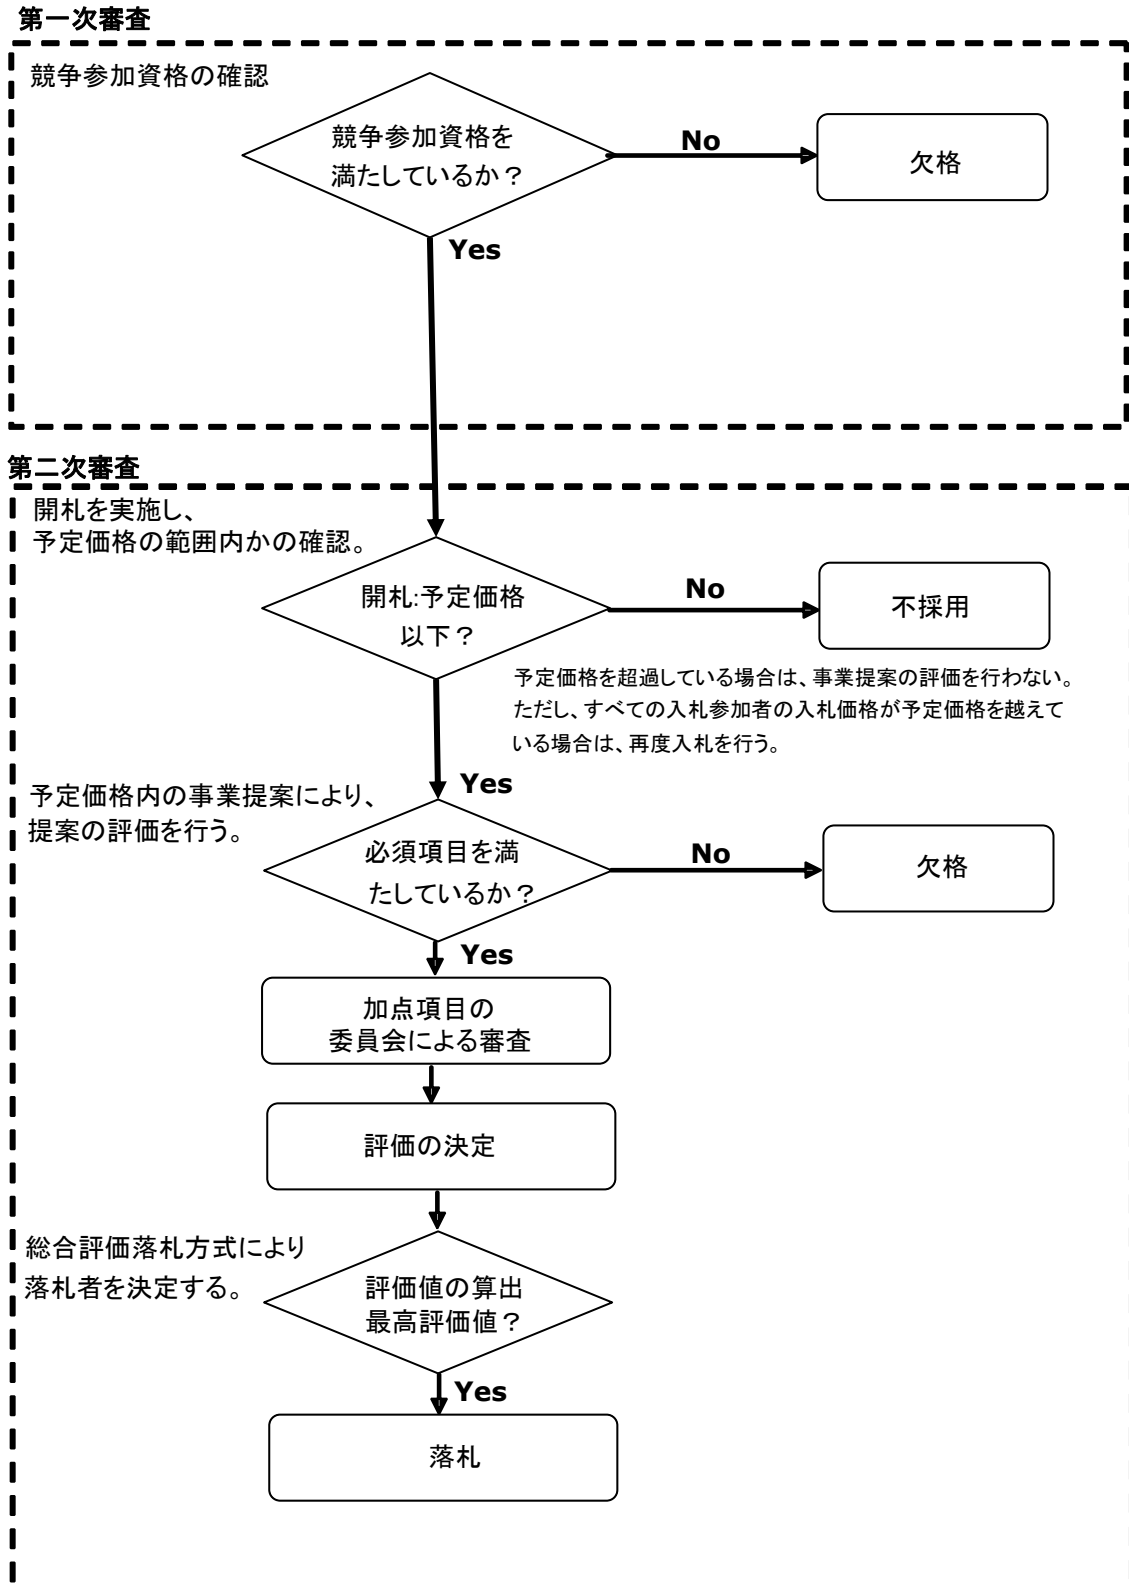 第一次審査
競争参加資格の確認
競争参加資格を
満たしているか？
No
欠格
Yes
第二次審査
開札を実施し、
予定価格の範囲内かの確認。
開札:予定価格
以下？
No
不採用
予定価格を超過している場合は、事業提案の評価を行わない。
ただし、すべての入札参加者の入札価格が予定価格を越えて
いる場合は、再度入札を行う。
Yes
予定価格内の事業提案により、
提案の評価を行う。
必須項目を満
たしているか？
No
欠格
Yes
加点項目の
委員会による審査
評価の決定
総合評価落札方式により
落札者を決定する。
評価値の算出
最高評価値？
Yes
落札